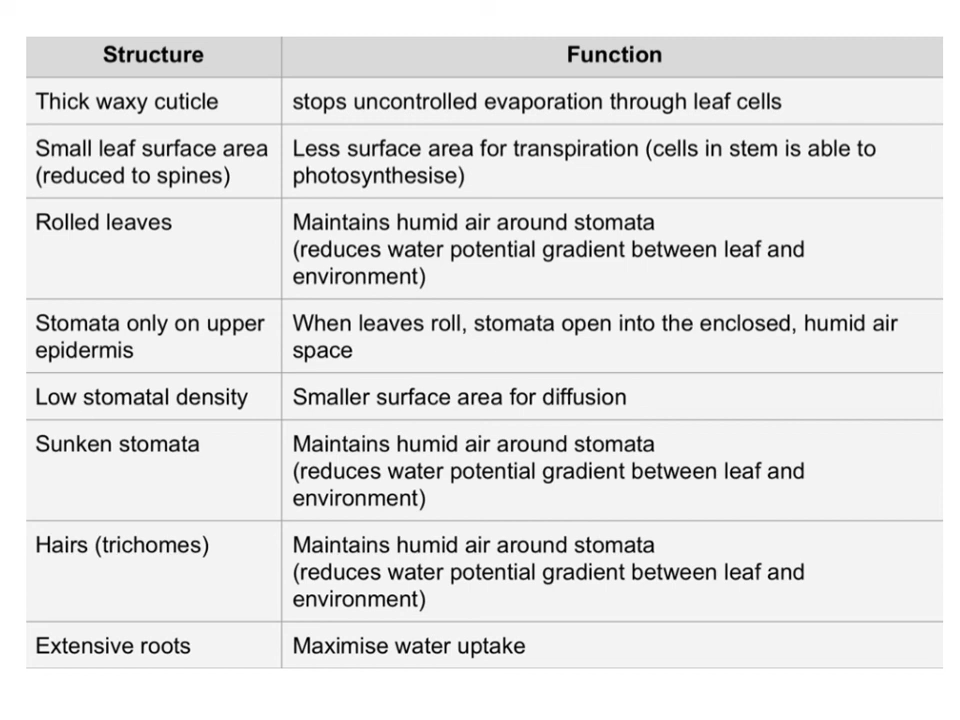 Structure Function
Thick waxy cuticle stops uncontrolled evaporation through leaf cells
Small leaf surface area Less surface area for transpiration (cells in stem is able to
(reduced to spines) photosynthesise)
Rolled leaves Maintains humid air around stomata
(reduces water potential gradient between leaf and
environment)
Stomata only on upper When leaves roll, stomata open into the enclosed, humid air
epidermis space
Low stomatal density Smaller surface area for diffusion
Sunken stomata Maintains humid air around stomata
(reduces water potential gradient between leaf and
environment)
Hairs (trichomes) Maintains humid air around stomata
(reduces water potential gradient between leaf and
environment)
Extensive roots Maximise water uptake